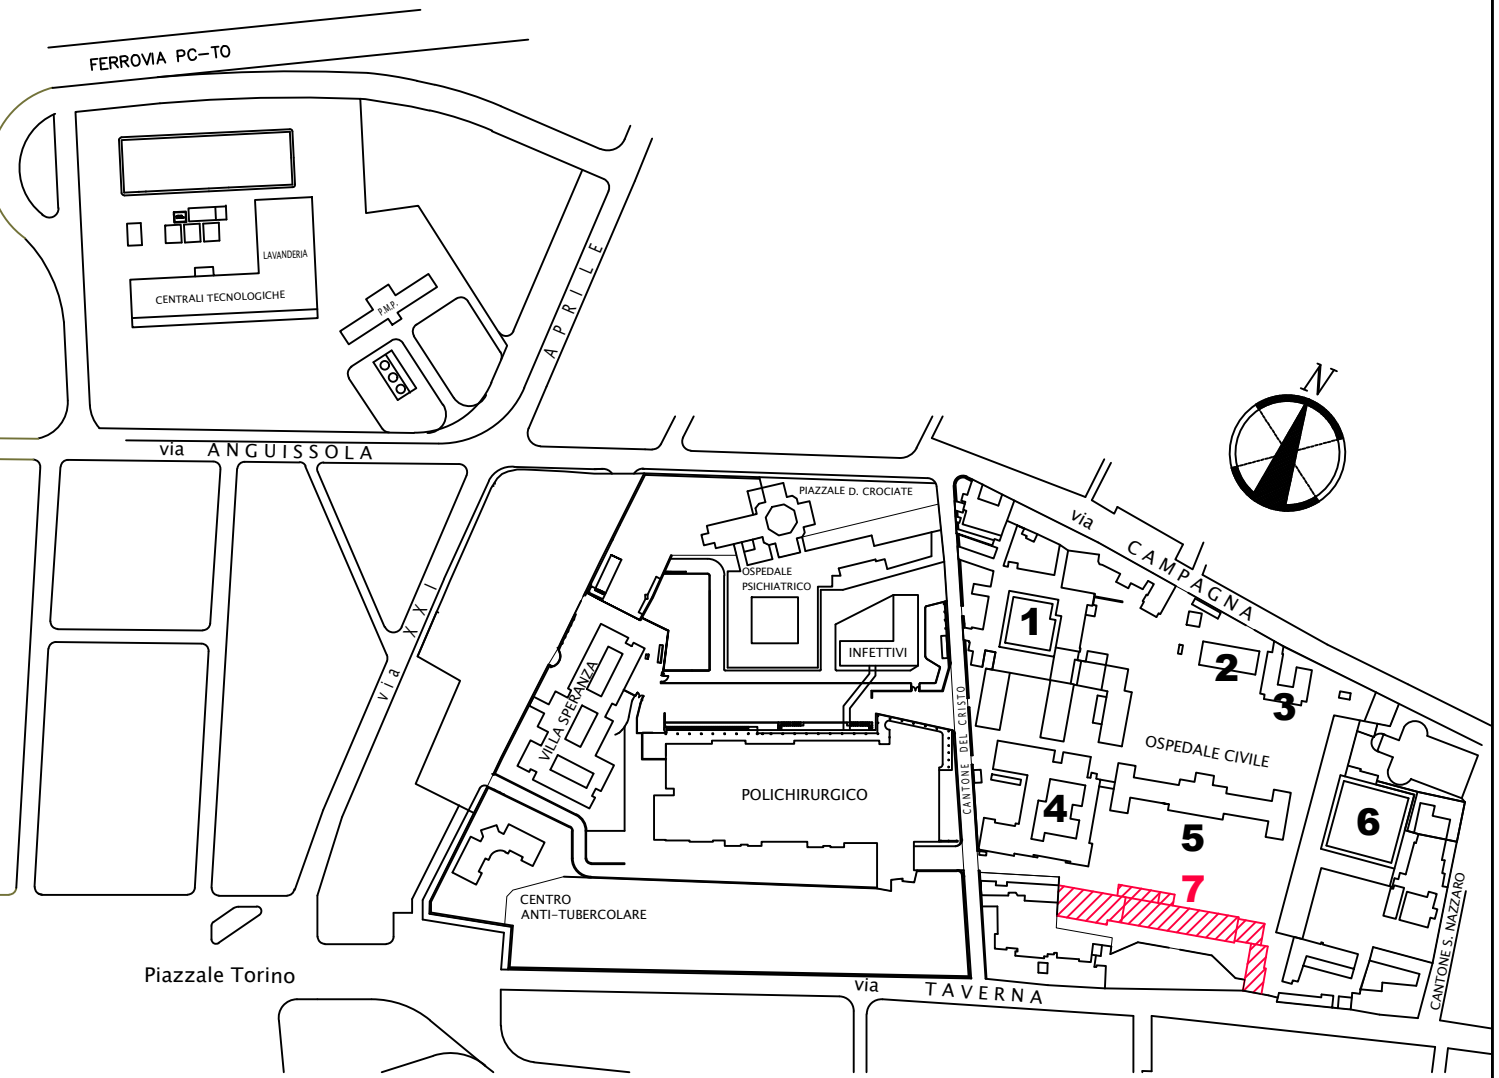 FERROVIA PC-TO
LAVANDERIA
CENTRALI TECNOLOGICHE
P.M.P.
via ANGUISSOLA
via XXI APRILE
N
PIAZZALE D. CROCIATE
OSPEDALE
PSICHIATRICO
INFETTIVI
VILLA SPERANZA
POLICHIRURGICO
CENTRO
ANTI-TUBERCOLARE
CANTONE DEL CRISTO
via CAMPAGNA
1
2
3
OSPEDALE CIVILE
4
5
6
7
CANTONE S. NAZZARO
Piazzale Torino
via TAVERNA